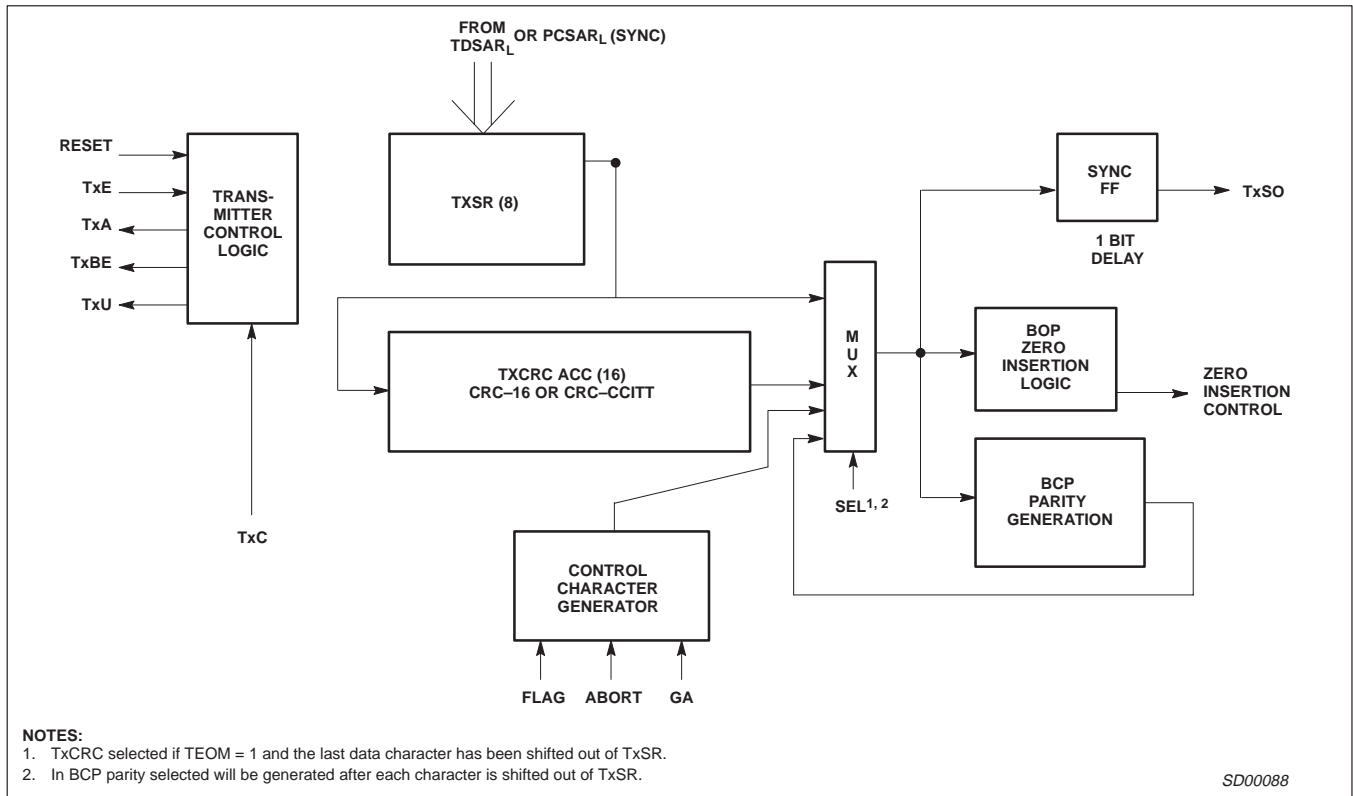 FROM
TDSARL OR PCSARL (SYNC)
RESET
TxE
TxA
TxBE
TxU
TRANS-
MITTER
CONTROL
LOGIC
TxC
TXSR (8)
TXCRC ACC (16)
CRC–16 OR CRC–CCITT
M
U
X
SEL1, 2
SYNC
FF
1 BIT
DELAY
TxSO
BOP
ZERO
INSERTION
LOGIC
ZERO
INSERTION
CONTROL
BCP
PARITY
GENERATION
CONTROL
CHARACTER
GENERATOR
FLAG ABORT GA
NOTES:
1. TxCRC selected if TEOM = 1 and the last data character has been shifted out of TxSR.
2. In BCP parity selected will be generated after each character is shifted out of TxSR.
SD00088